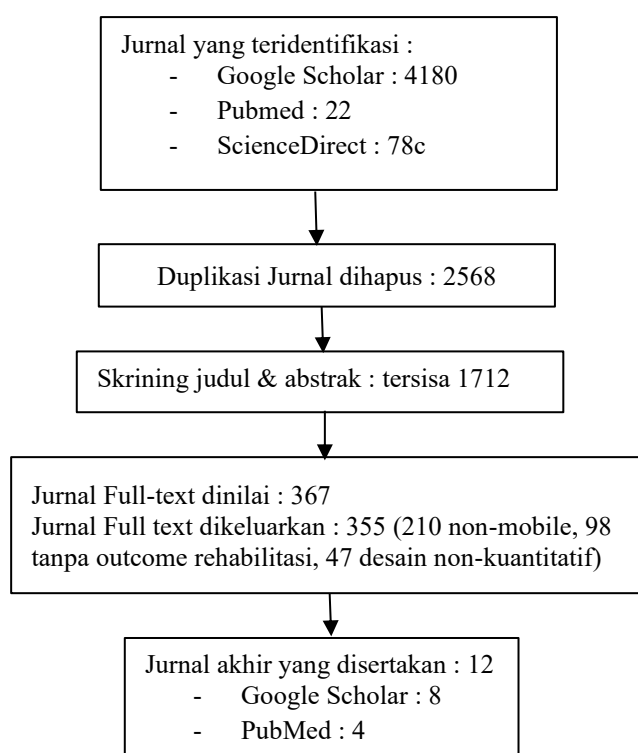 Jurnal yang teridentifikasi :
- Google Scholar : 4180
- Pubmed : 22
- ScienceDirect : 78c
Duplikasi Jurnal dihapus : 2568
Skrining judul & abstrak : tersisa 1712
Jurnal Full-text dinilai : 367
Jurnal Full text dikeluarkan : 355 (210 non-mobile, 98
tanpa outcome rehabilitasi, 47 desain non-kuantitatif)
Jurnal akhir yang disertakan : 12
- Google Scholar : 8
- PubMed : 4